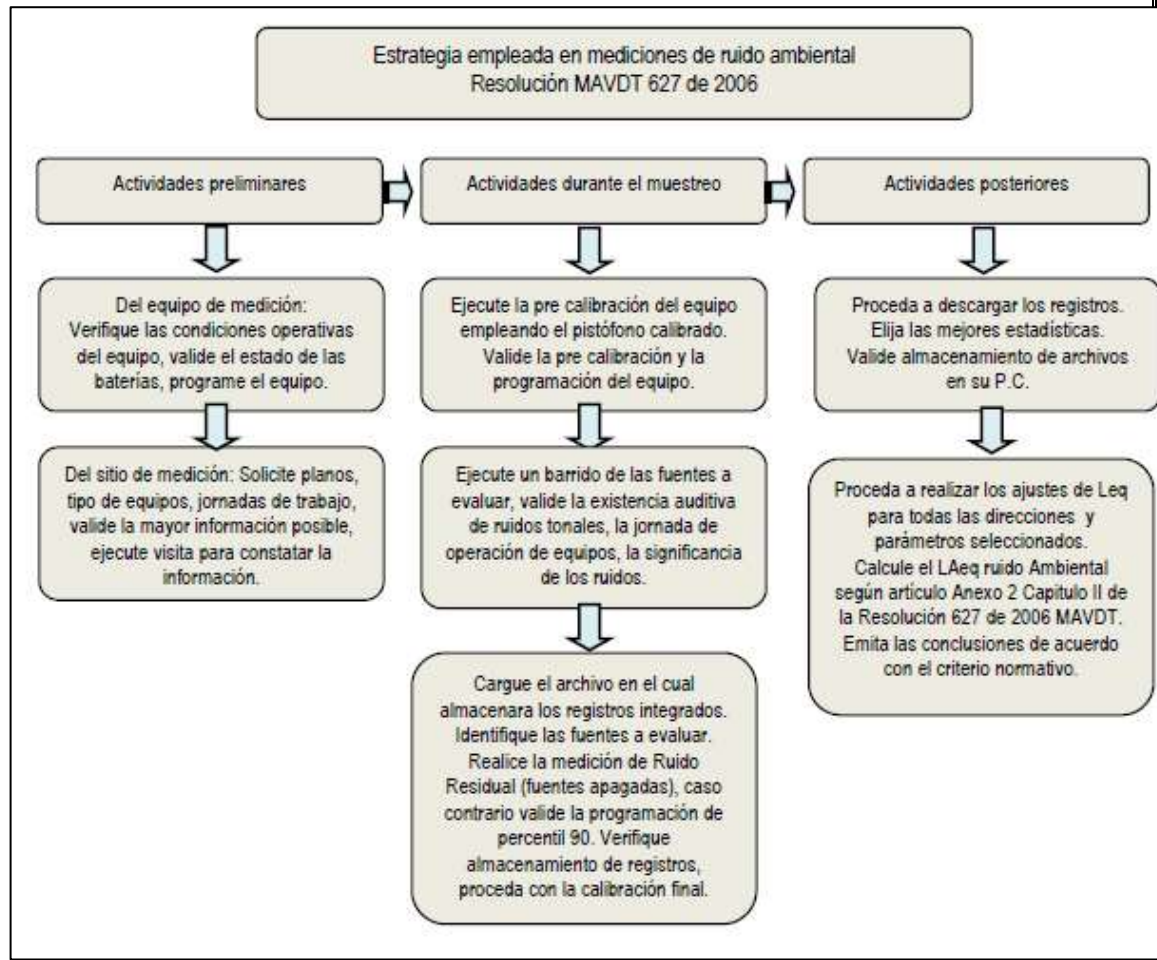 Estrategia empleada en mediciones de ruido ambiental
Resolución MAVDT 627 de 2006
Actividades preliminares
Actividades durante el muestreo
Actividades posteriores
Del equipo de medición:
Verifique las condiciones operativas
del equipo, valide el estado de las
baterías, programe el equipo.
Ejecute la pre calibración del equipo
empleando el pistófono calibrado.
Valide la pre calibración y la
programación del equipo.
Proceda a descargar los registros.
Elija las mejores estadísticas.
Valide almacenamiento de archivos
en su P.C.
Del sitio de medición: Solicite planos,
tipo de equipos, jornadas de trabajo,
valide la mayor información posible,
ejecute visita para constatar la
información.
Ejecute un barrido de las fuentes a
evaluar, valide la existencia auditiva
de ruidos tonales, la jornada de
operación de equipos, la significancia
de los ruidos.
Proceda a realizar los ajustes de Leq
para todas las direcciones y
parámetros seleccionados.
Calcule el LAeq ruido Ambiental
según artículo Anexo 2 Capitulo II de
la Resolución 627 de 2006 MAVDT.
Emita las conclusiones de acuerdo
con el criterio normativo.
Cargue el archivo en el cual
almacenara los registros integrados.
Identifique las fuentes a evaluar.
Realice la medición de Ruido
Residual (fuentes apagadas), caso
contrario valide la programación de
percentil 90. Verifique
almacenamiento de registros,
proceda con la calibración final.